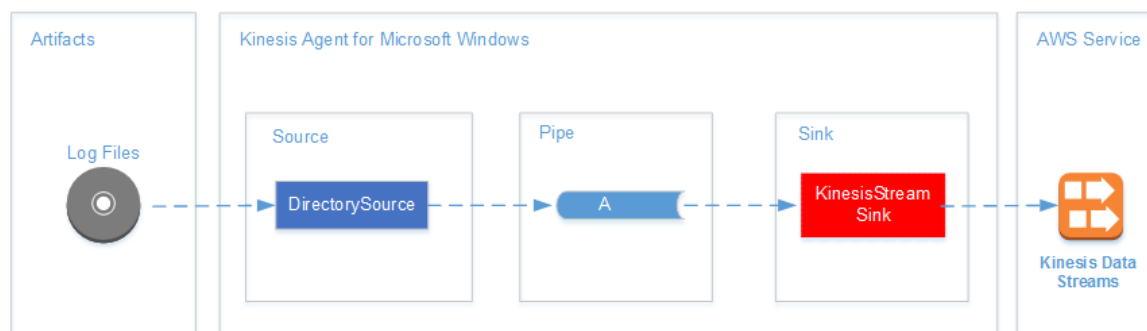 Artifacts
Kinesis Agent for Microsoft Windows
AWS Service
Source
Pipe
Sink
Log Files
DirectorySource
A
KinesisStream
Sink
Kinesis Data
Streams